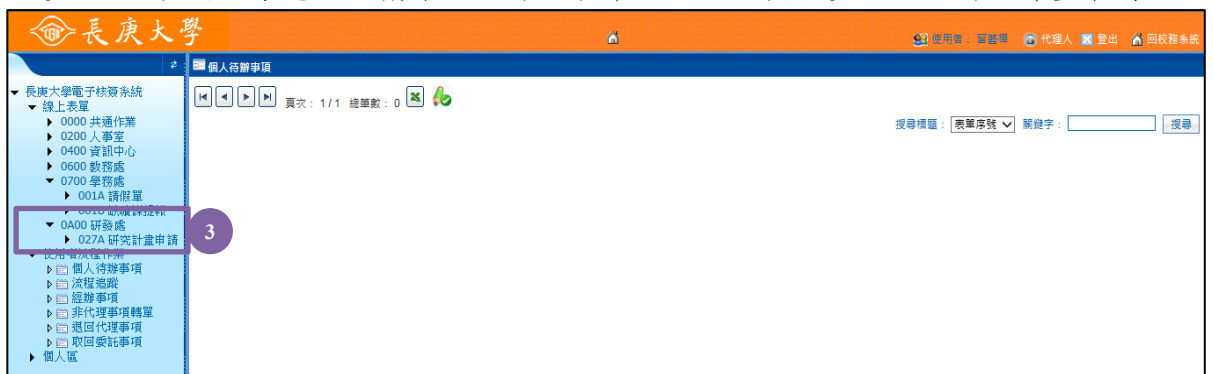 長庚大學
使用者：
代理人
登出
回校務系統
個人待辦事項
長庚大學電子核簽系統
線上表單
0000 共通作業
0200 人事室
0400 資訊中心
0600 教務處
0700 學務處
001A 請假單
0A00 研發處
027A 研究計畫申請
3
個人待辦事項
流程追蹤
經辦事項
非代理事項轉單
退回代理事項
取回委託事項
個人區
頁次：1/1 總筆數：0
搜尋標題：表單序號 關鍵字： 搜尋